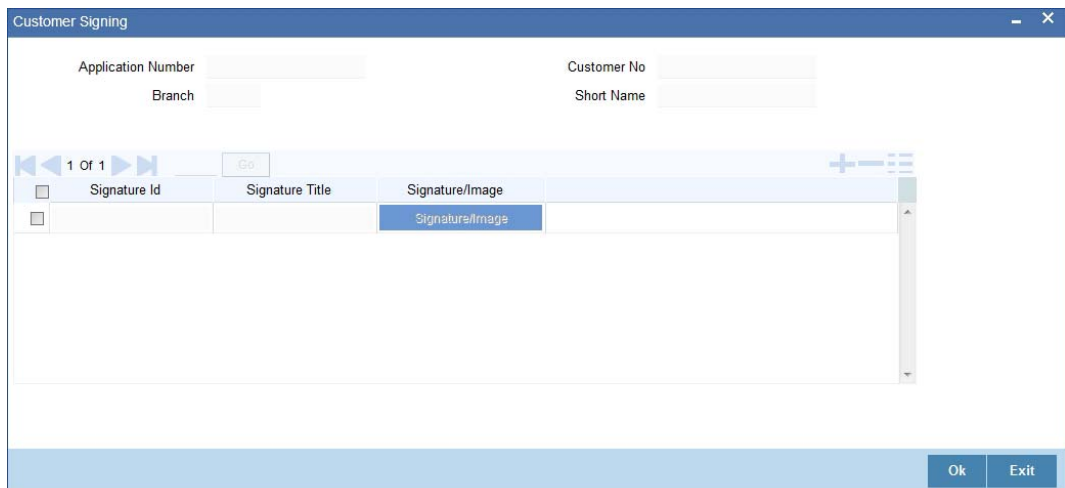 Customer Signing
Application Number
Customer No
Branch
Short Name
1 Of 1
Go
Signature Id
Signature Title
Signature/Image
Signature/Image
Ok
Exit